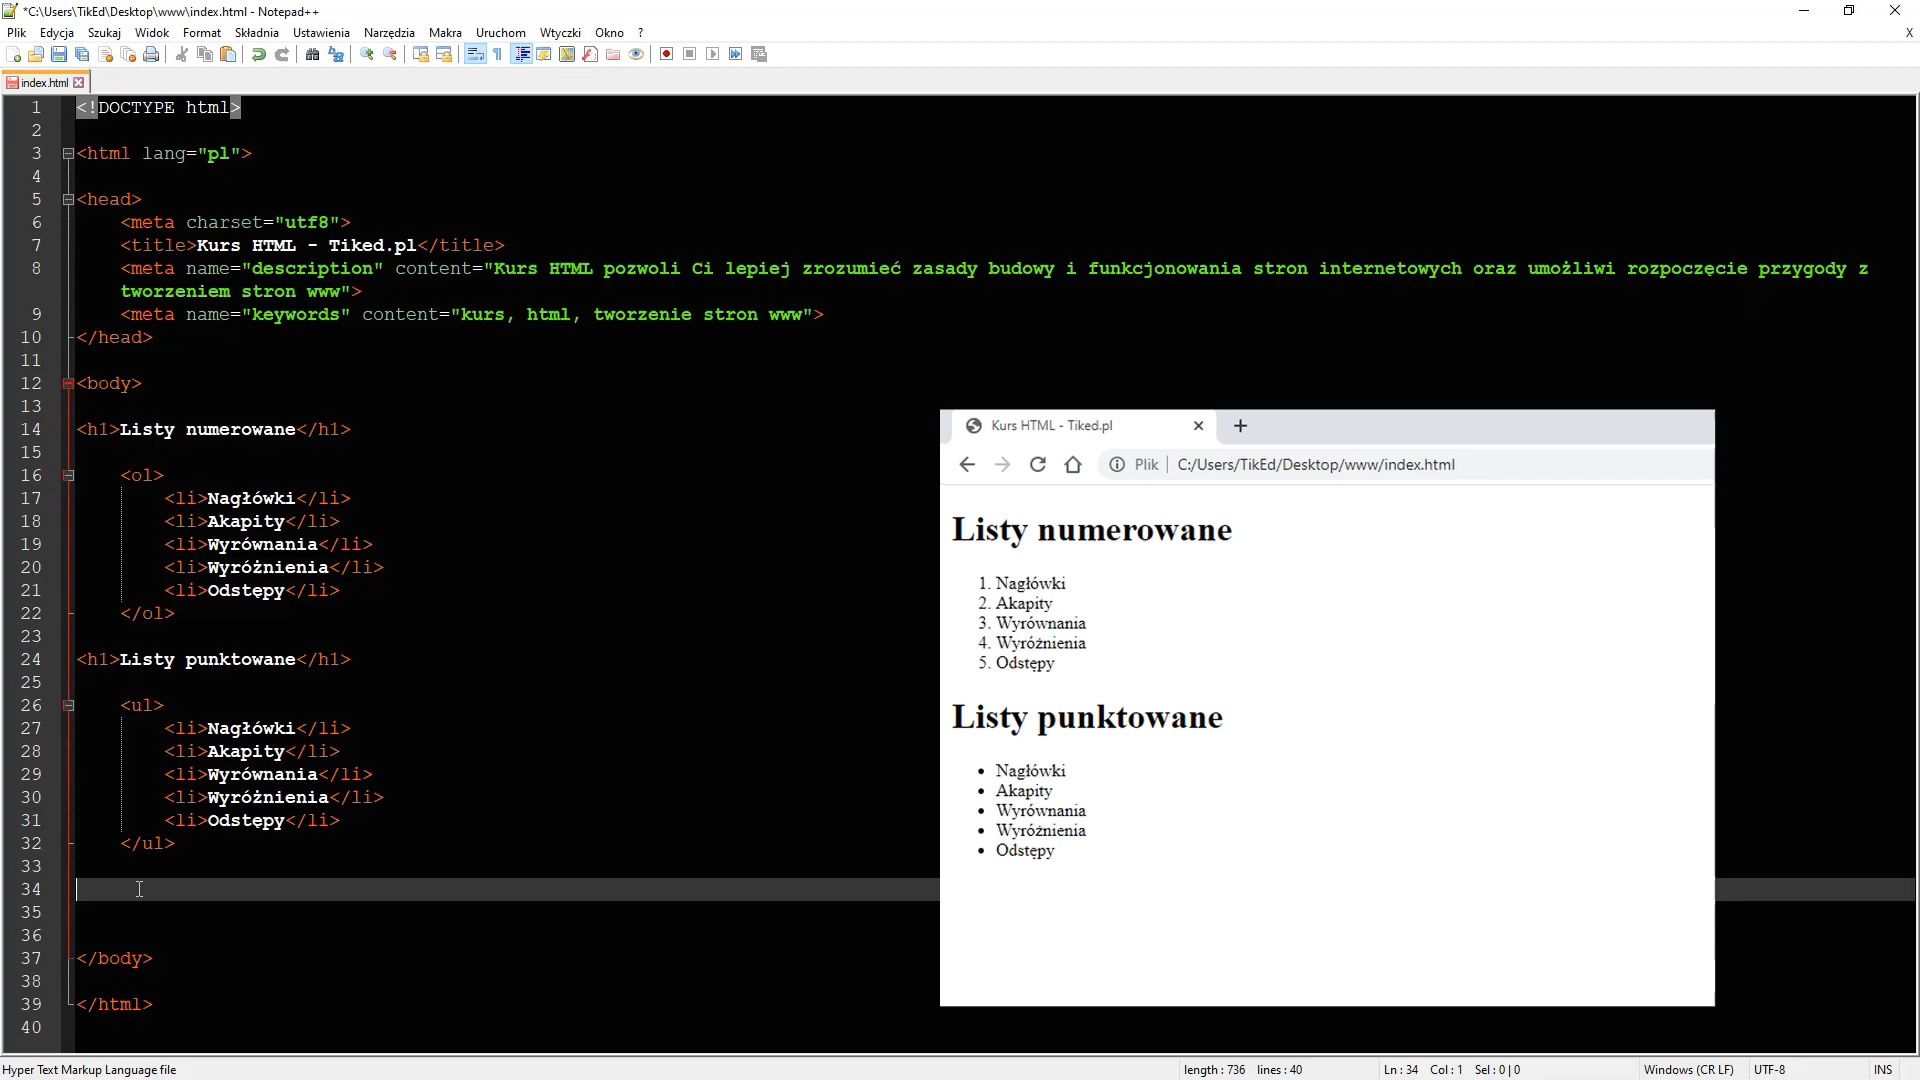 *C:\Users\TikEd\Desktop\www\index.html - Notepad++
Plik Edycja Szukaj Widok Format Składnia Ustawienia Narzędzia Makra Uruchom Wtyczki Okno ? X
index.html
1 <!DOCTYPE html>
2
3 <html lang="pl">
4
5 <head>
6 <meta charset="utf8">
7 <title>Kurs HTML - Tiked.pl</title>
8 <meta name="description" content="Kurs HTML pozwoli Ci lepiej zrozumieć zasady budowy i funkcjonowania stron internetowych oraz umożliwi rozpoczęcie przygody z
tworzeniem stron www">
9 <meta name="keywords" content="kurs, html, tworzenie stron www">
10 </head>
11
12 <body>
13
14 <h1>Listy numerowane</h1>
15
16 <ol>
17 <li>Nagłówki</li>
18 <li>Akapity</li>
19 <li>Wyrównania</li>
20 <li>Wyróżnienia</li>
21 <li>Odstępy</li>
22 </ol>
23
24 <h1>Listy punktowane</h1>
25
26 <ul>
27 <li>Nagłówki</li>
28 <li>Akapity</li>
29 <li>Wyrównania</li>
30 <li>Wyróżnienia</li>
31 <li>Odstępy</li>
32 </ul>
33
34
35
36
37 </body>
38
39 </html>
40
Kurs HTML - Tiked.pl
Plik | C:/Users/TikEd/Desktop/www/index.html
Listy numerowane
1. Nagłówki
2. Akapity
3. Wyrównania
4. Wyróżnienia
5. Odstępy
Listy punktowane
• Nagłówki
• Akapity
• Wyrównania
• Wyróżnienia
• Odstępy
Hyper Text Markup Language file length : 736 lines : 40 Ln : 34 Col : 1 Sel : 0 | 0 Windows (CR LF) UTF-8 INS